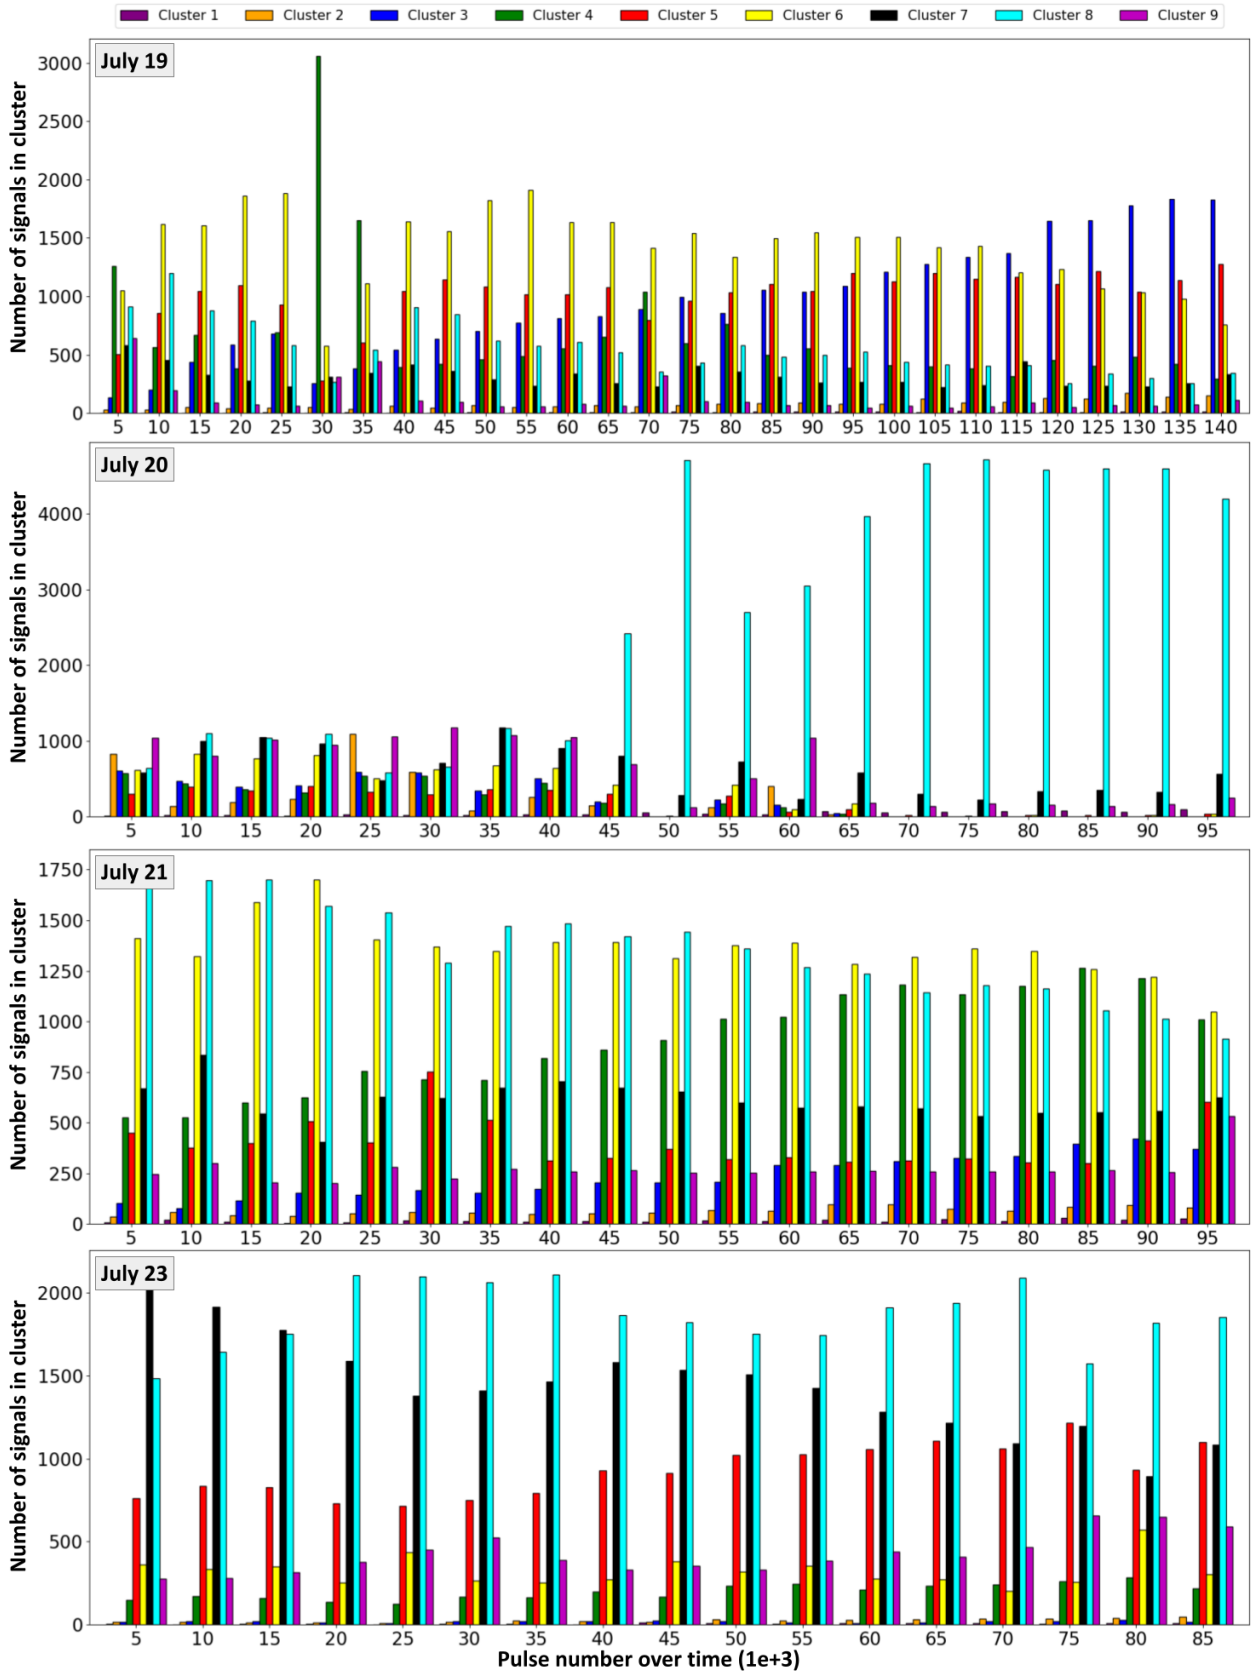 Cluster 1 Cluster 2 Cluster 3 Cluster 4 Cluster 5 Cluster 6 Cluster 7 Cluster 8 Cluster 9
July 19
Number of signals in cluster
3000
2500
2000
1500
1000
500
0
5 10 15 20 25 30 35 40 45 50 55 60 65 70 75 80 85 90 95 100 105 110 115 120 125 130 135 140
July 20
Number of signals in cluster
4000
3000
2000
1000
0
5 10 15 20 25 30 35 40 45 50 55 60 65 70 75 80 85 90 95
July 21
Number of signals in cluster
1750
1500
1250
1000
750
500
250
0
5 10 15 20 25 30 35 40 45 50 55 60 65 70 75 80 85 90 95
July 23
Number of signals in cluster
2000
1500
1000
500
0
5 10 15 20 25 30 35 40 45 50 55 60 65 70 75 80 85
Pulse number over time (1e+3)